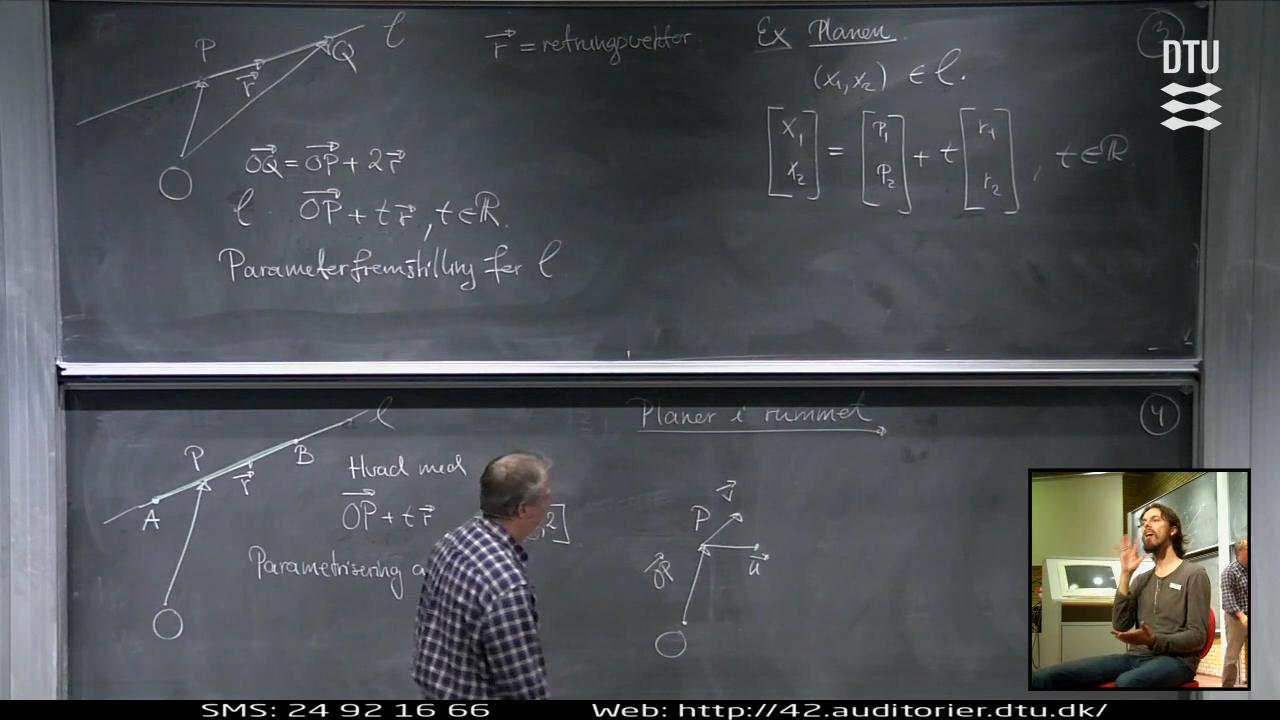 P
r⃗
Q
l
O
r⃗ = retningsvektor
OQ⃗ = OP⃗ + 2r⃗
l OP⃗ + t r⃗, t ∈ ℝ.
Parameterfremstilling for l
Ex Planen.
(x₁, x₂) ∈ l.
[x₁ x₂] = [p₁ p₂] + t [r₁ r₂], t ∈ ℝ
3
DTU
A
P
r⃗
B
l
O
Hvad med
OP⃗ + t r⃗
2]
Parametrisering a
Planer i rummet
4
P
v⃗
u⃗
OP⃗
O
SMS: 24 92 16 66 Web: http://42.auditorier.dtu.dk/